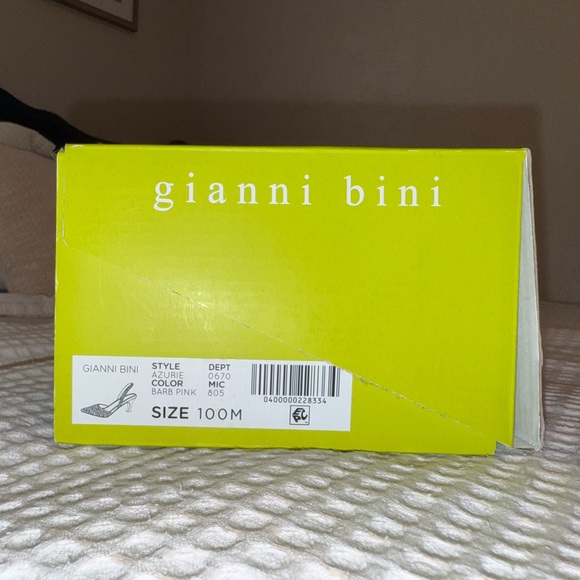 gianni bini
GIANNI BINI
STYLE DEPT
AZURIE 0670
COLOR MIC
BARB PINK 805
SIZE 100M
0400000228334